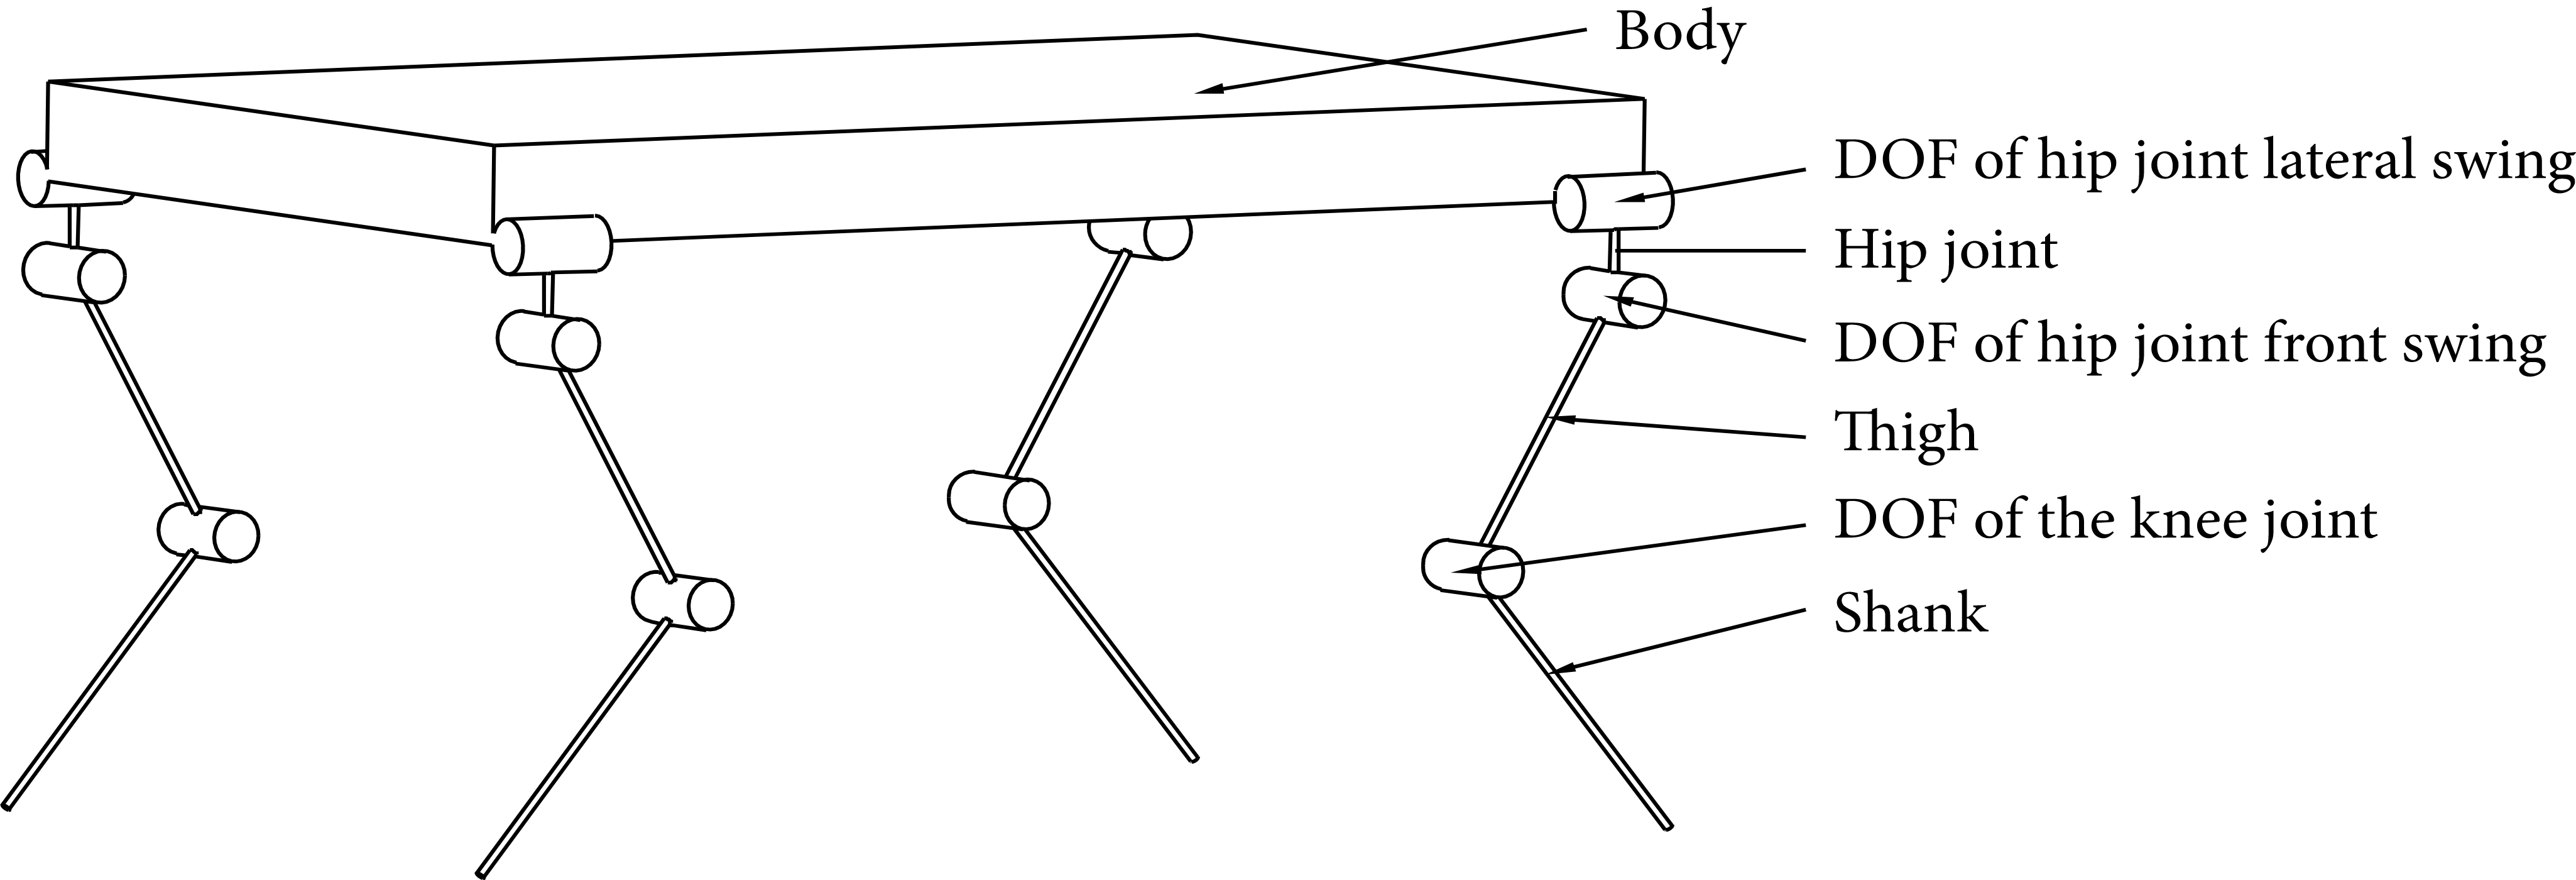 Body
DOF of hip joint lateral swing
Hip joint
DOF of hip joint front swing
Thigh
DOF of the knee joint
Shank